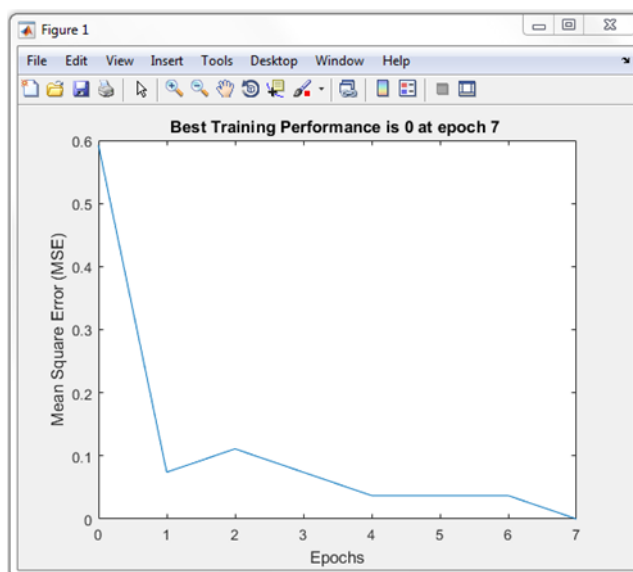 Figure 1
File Edit View Insert Tools Desktop Window Help
Best Training Performance is 0 at epoch 7
0.6
0.5
0.4
0.3
0.2
0.1
0
Mean Square Error (MSE)
0 1 2 3 4 5 6 7
Epochs